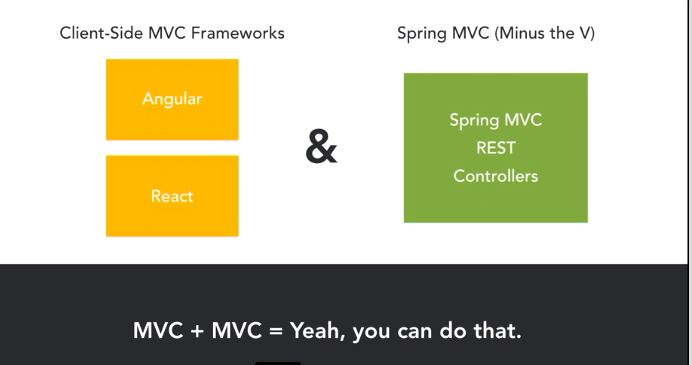 Client-Side MVC Frameworks
Angular
React
&
Spring MVC (Minus the V)
Spring MVC
REST
Controllers
MVC + MVC = Yeah, you can do that.